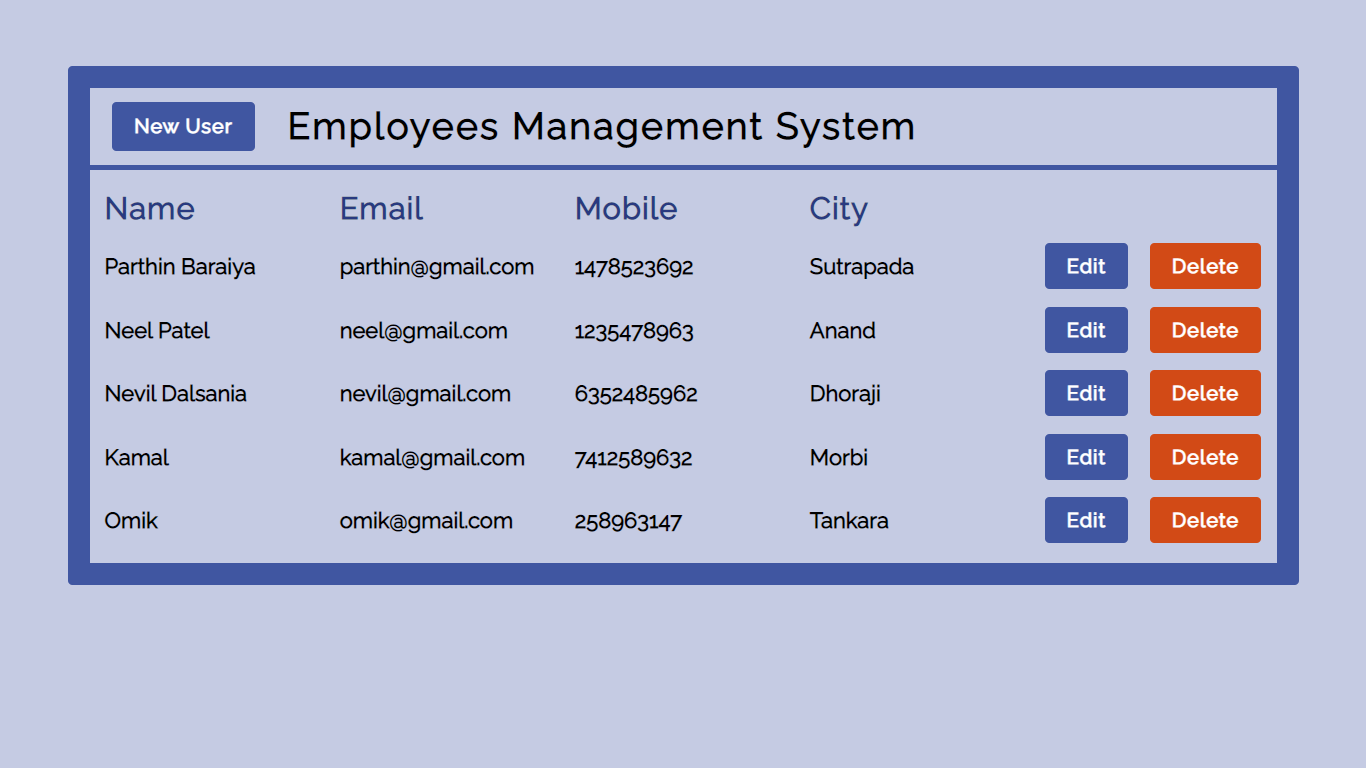 New User Employees Management System
Name Email Mobile City
Parthin Baraiya parthin@gmail.com 1478523692 Sutrapada Edit Delete
Neel Patel neel@gmail.com 1235478963 Anand Edit Delete
Nevil Dalsania nevil@gmail.com 6352485962 Dhoraji Edit Delete
Kamal kamal@gmail.com 7412589632 Morbi Edit Delete
Omik omik@gmail.com 258963147 Tankara Edit Delete